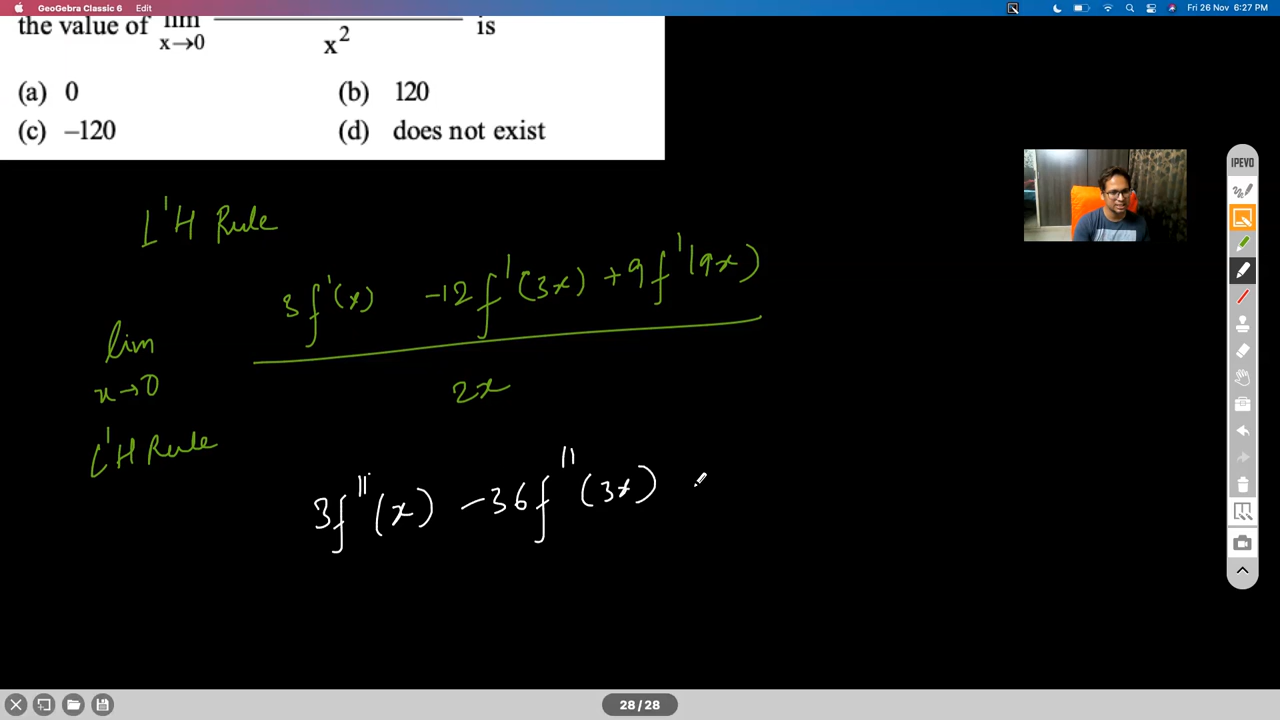 GeoGebra Classic 6 Edit Fri 26 Nov 6:27 PM
the value of lim x→0 x² is
(a) 0 (b) 120
(c) –120 (d) does not exist
IPEVO
L'H Rule
3f'(x) -12f'(3x) +9f'(9x)
lim
x→0 2x
L'H Rule
3f''(x) -36f''(3x)
28 / 28